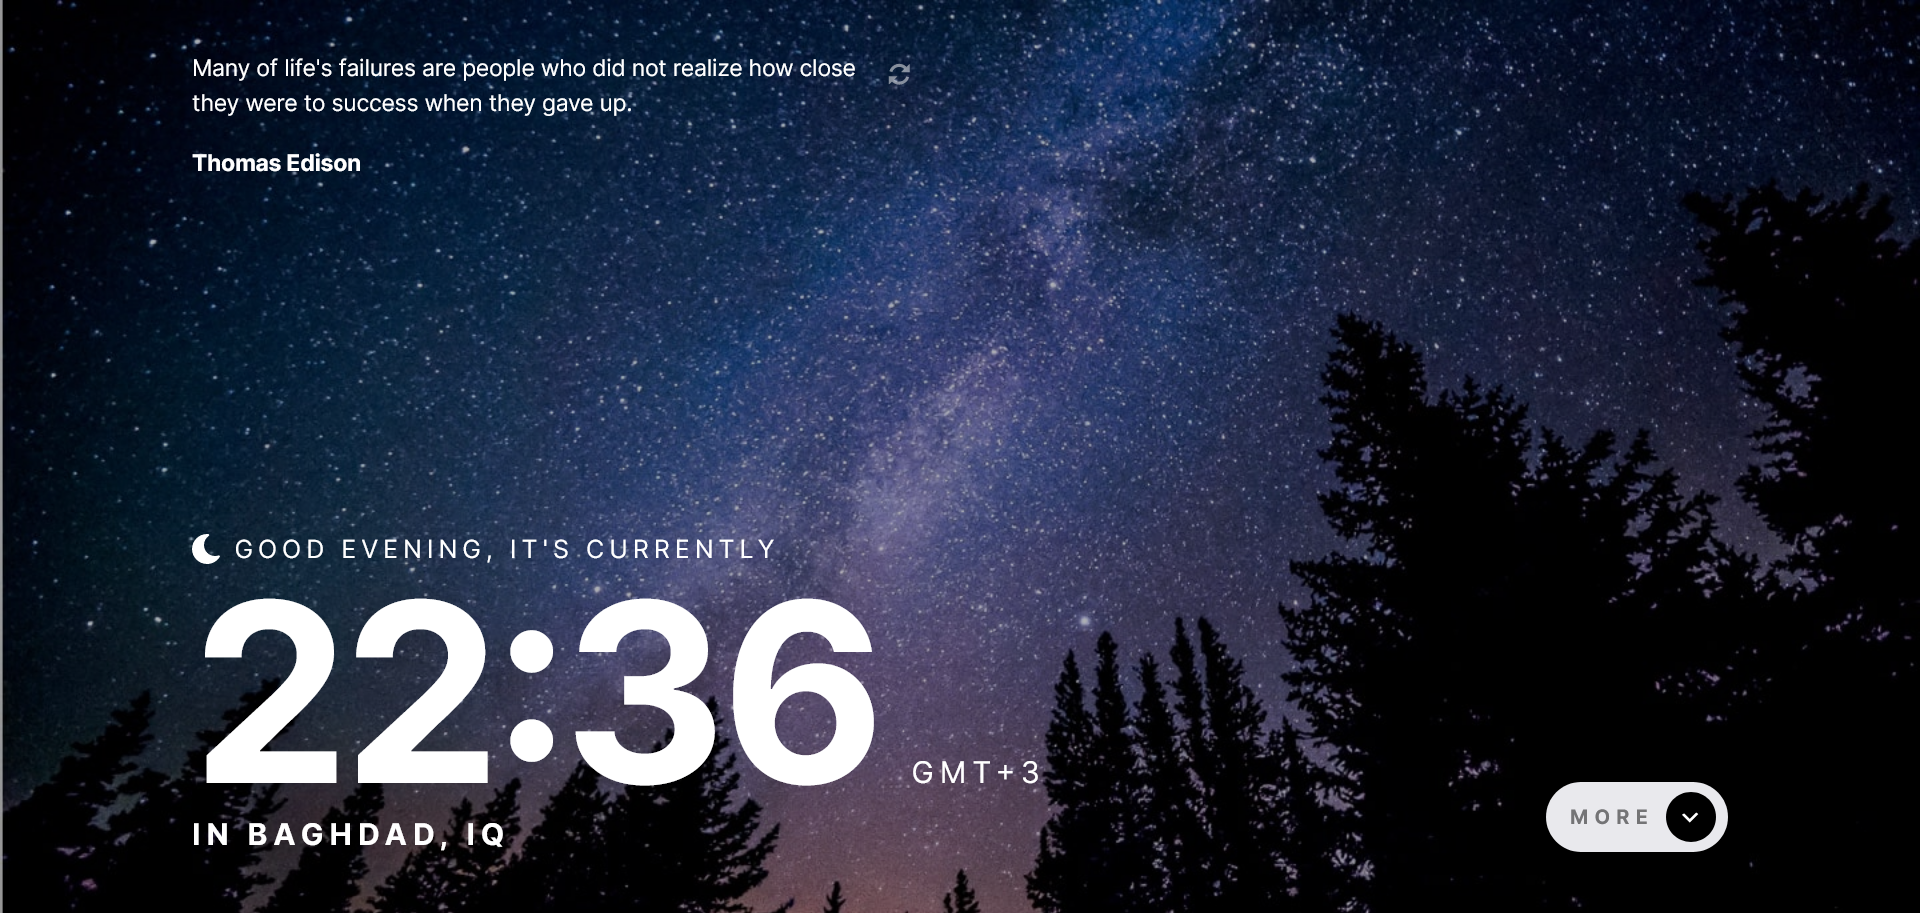 Many of life's failures are people who did not realize how close
they were to success when they gave up.
Thomas Edison
GOOD EVENING, IT'S CURRENTLY
22:36 GMT+3
IN BAGHDAD, IQ
MORE